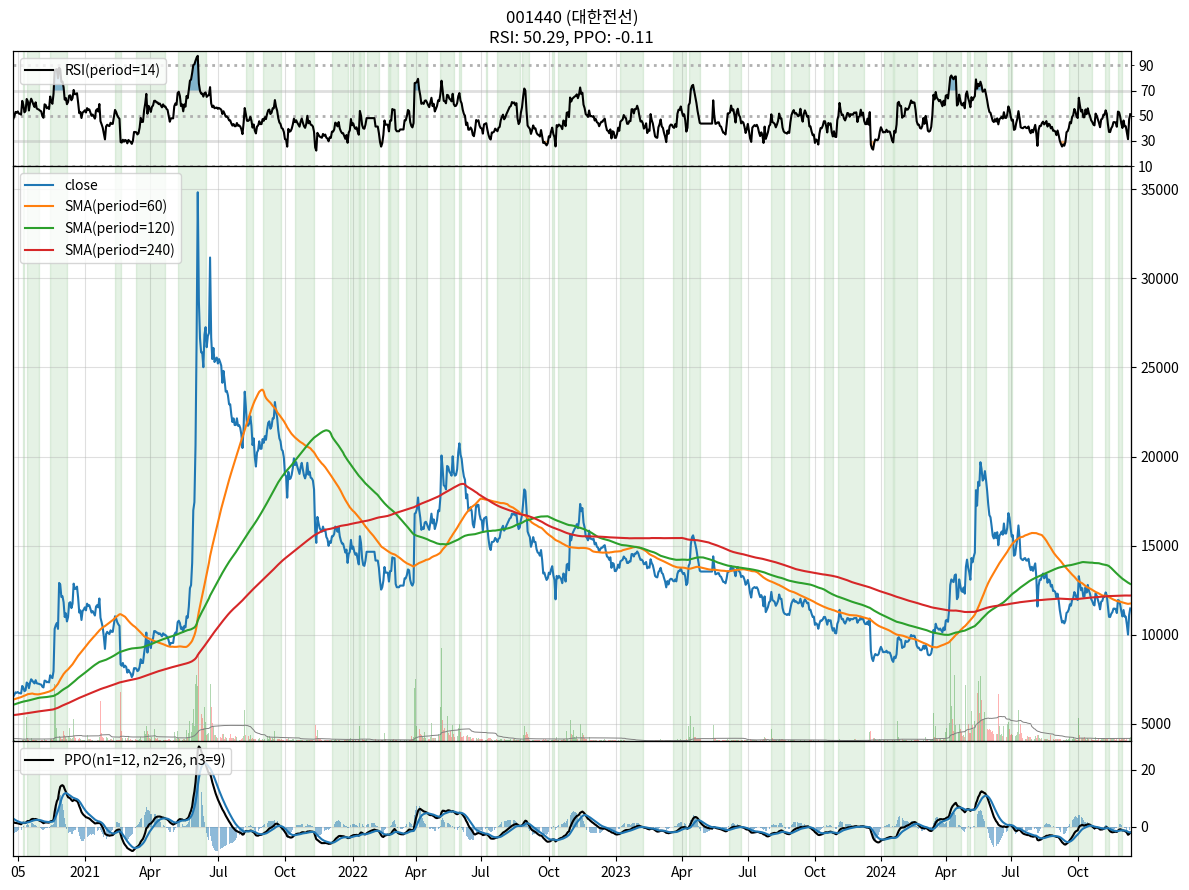 001440 (대한전선)
RSI: 50.29, PPO: -0.11
RSI(period=14)
90
70
50
30
10
close
SMA(period=60)
SMA(period=120)
SMA(period=240)
35000
30000
25000
20000
15000
10000
5000
PPO(n1=12, n2=26, n3=9)
20
0
05 2021 Apr Jul Oct 2022 Apr Jul Oct 2023 Apr Jul Oct 2024 Apr Jul Oct